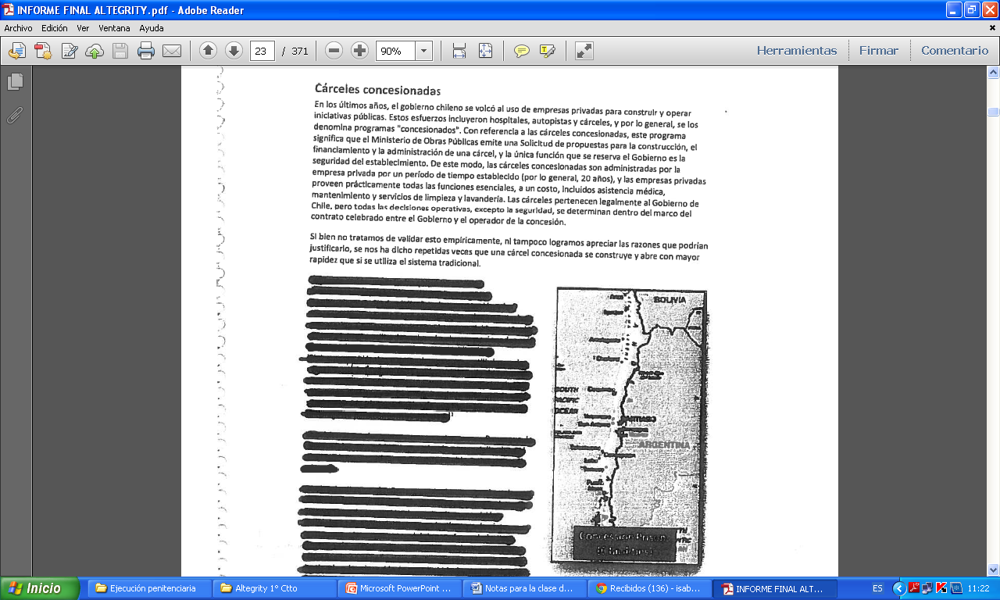 INFORME FINAL ALTEGRITY.pdf - Adobe Reader
Archivo Edición Ver Ventana Ayuda
23 / 371 90% Herramientas Firmar Comentario
Cárceles concesionadas
En los últimos años, el gobierno chileno se volcó al uso de empresas privadas para construir y operar
iniciativas públicas. Estos esfuerzos incluyeron hospitales, autopistas y cárceles, y por lo general, se los
denomina programas "concesionados". Con referencia a las cárceles concesionadas, este programa
significa que el Ministerio de Obras Públicas emite una Solicitud de propuestas para la construcción, el
financiamiento y la administración de una cárcel, y la única función que se reserva el Gobierno es la
seguridad del establecimiento. De este modo, las cárceles concesionadas son administradas por la
empresa privada por un período de tiempo establecido (por lo general, 20 años), y las empresas privadas
proveen prácticamente todas las funciones esenciales, a un costo, incluidos asistencia médica,
mantenimiento y servicios de limpieza y lavandería. Las cárceles pertenecen legalmente al Gobierno de
Chile, pero todas las decisiones operativas, excepto la seguridad, se determinan dentro del marco del
contrato celebrado entre el Gobierno y el operador de la concesión.
Si bien no tratamos de validar esto empíricamente, ni tampoco logramos apreciar las razones que podrían
justificarlo, se nos ha dicho repetidas veces que una cárcel concesionada se construye y abre con mayor
rapidez que si se utiliza el sistema tradicional.
BOLIVIA
SOUTH
PACIFIC
OCEAN
SANTIAGO
ARGENTINA
Concession Prison
Inicio Ejecución penitenciaria Altegrity 1° Ctto Microsoft PowerPoint ... Notas para la clase d... Recibidos (136) - isab... INFORME FINAL ALT... ES 11:22